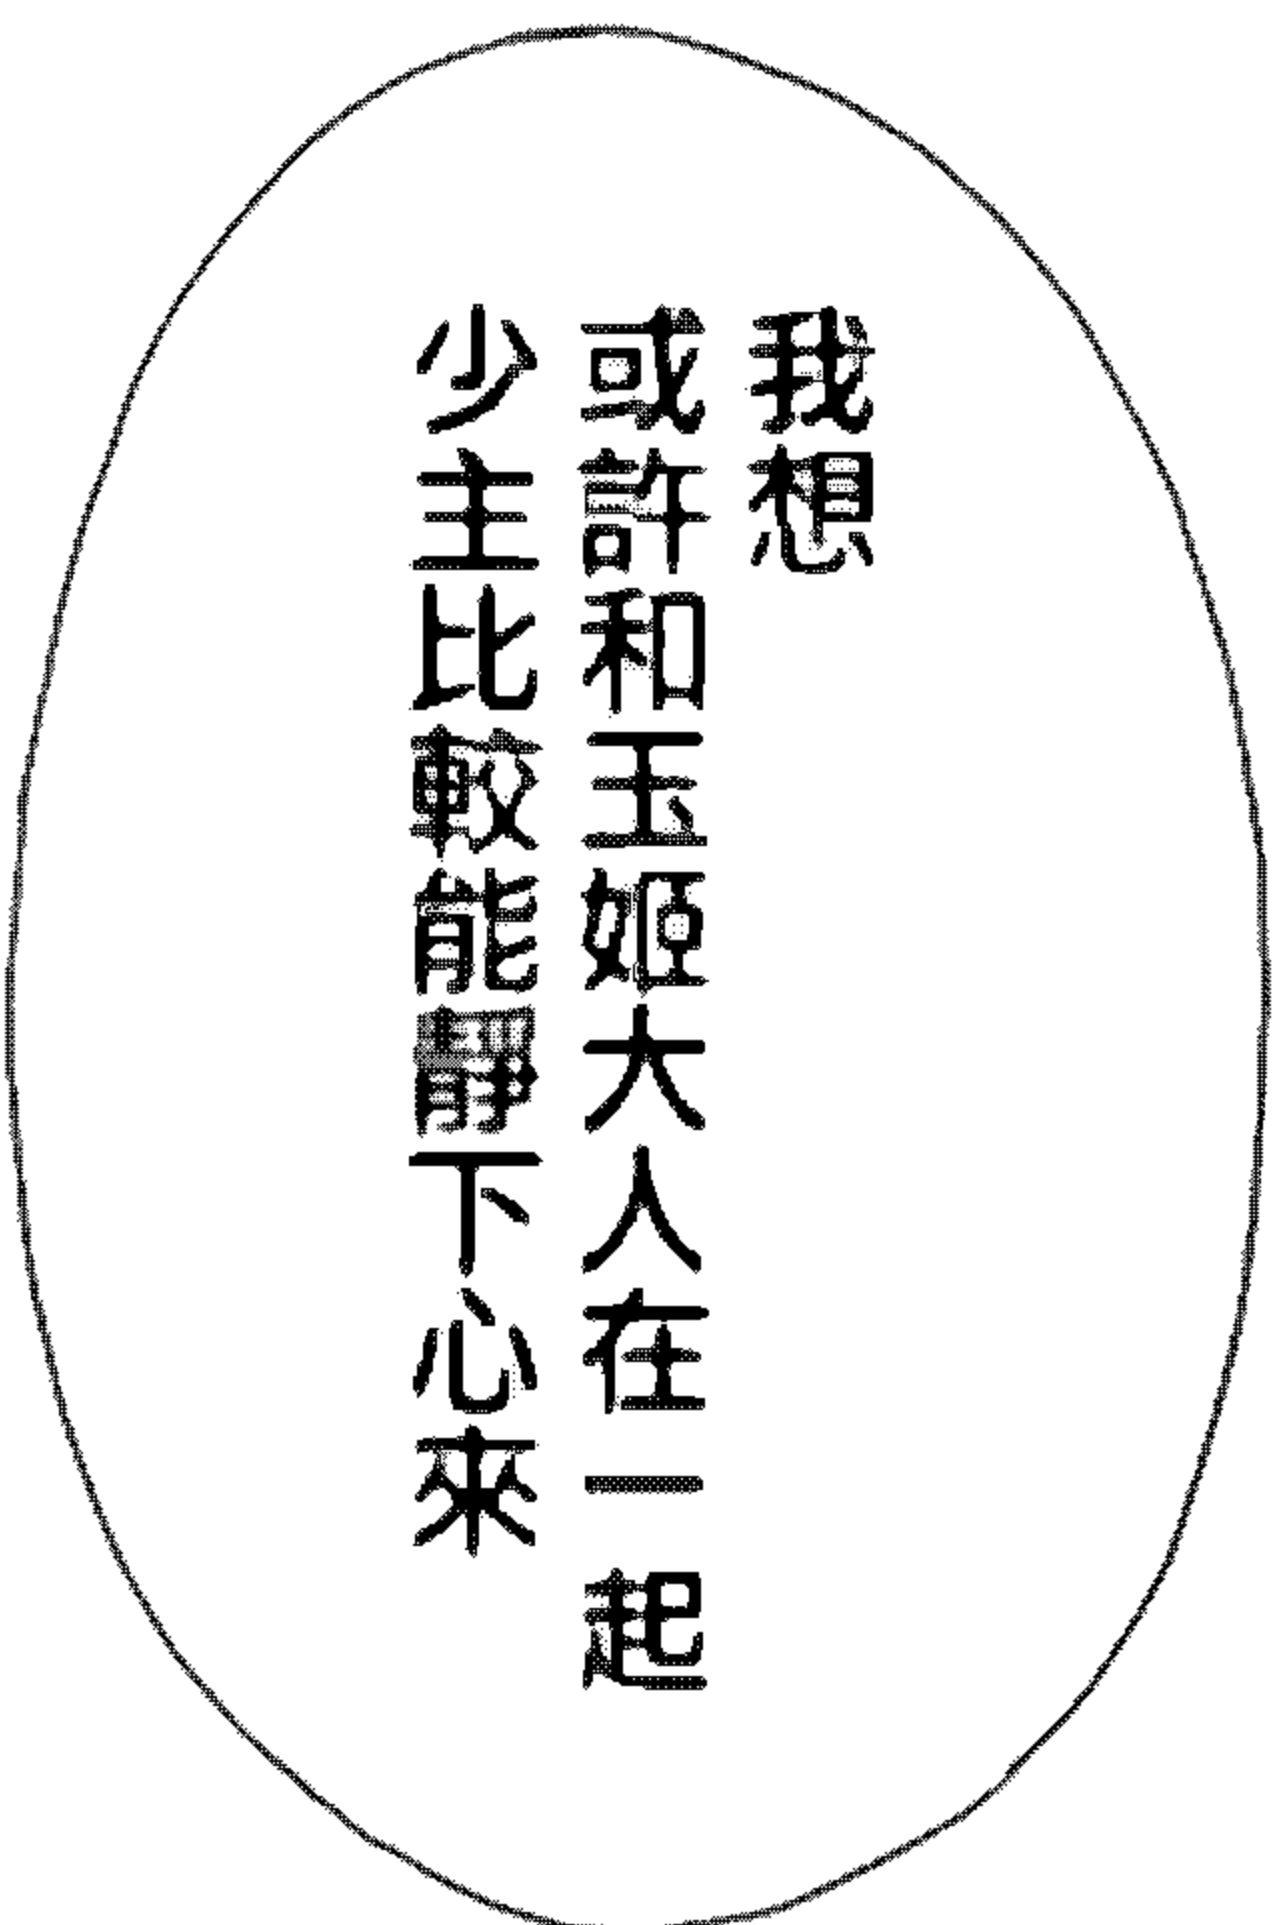 我想
或許和玉姬大人在一起
少主比較能靜下心來